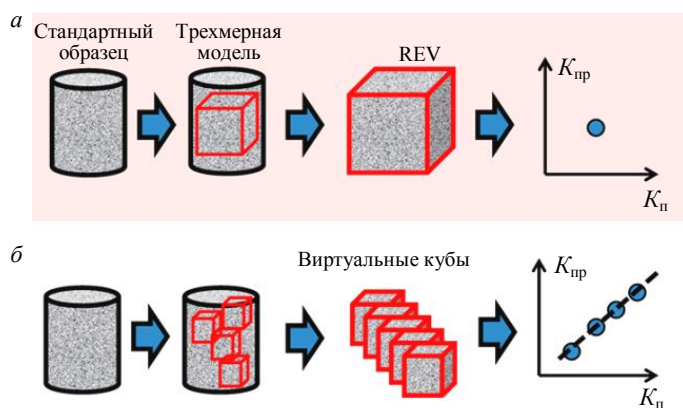 а
Стандартный
образец
Трехмерная
модель
REV
Kпр
Kп
б
Виртуальные кубы
Kпр
Kп